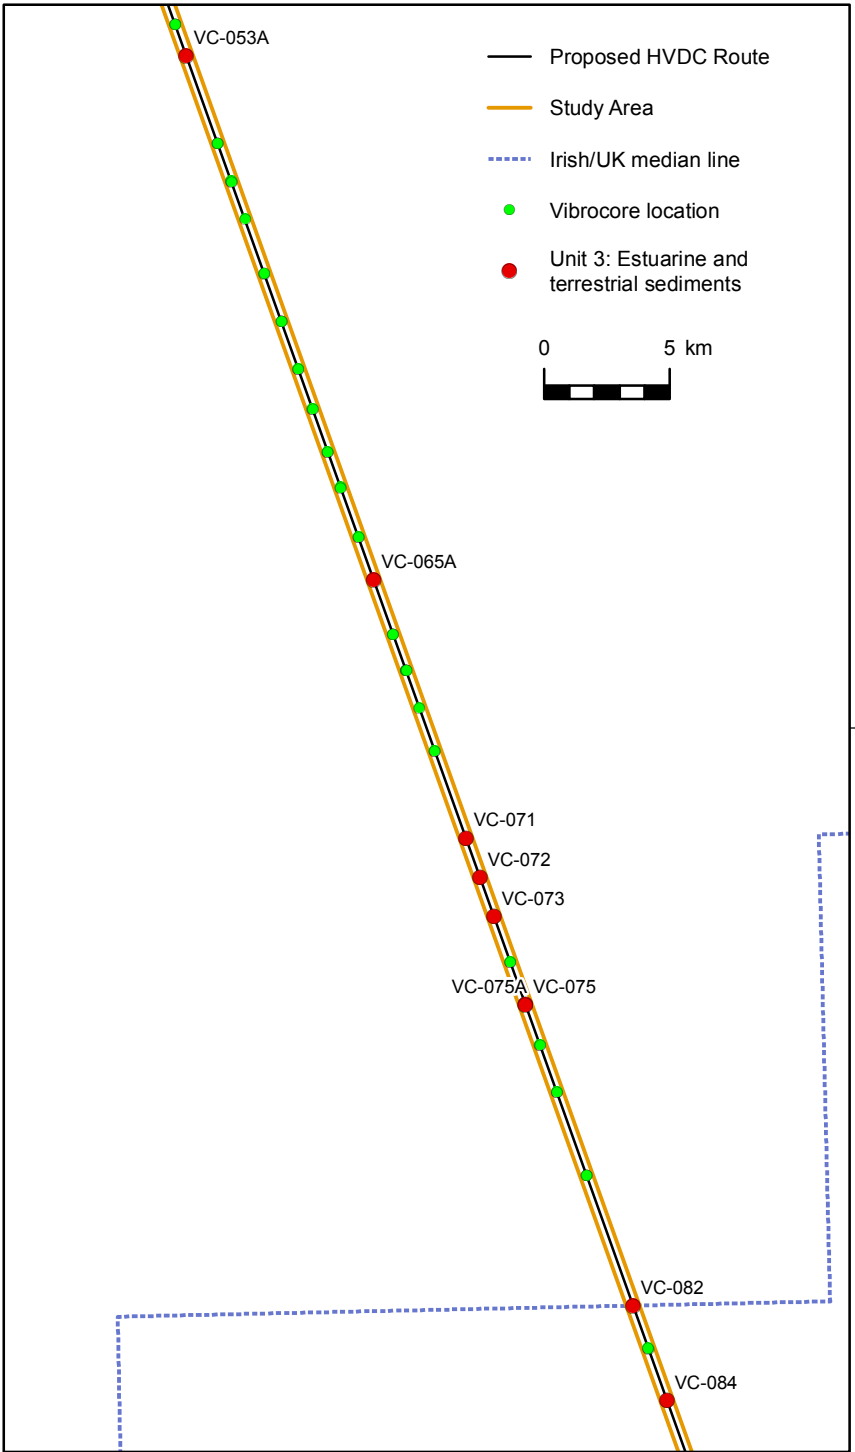 VC-053A
Proposed HVDC Route
Study Area
Irish/UK median line
Vibrocore location
Unit 3: Estuarine and
terrestrial sediments
0 5 km
VC-065A
VC-071
VC-072
VC-073
VC-075A VC-075
VC-082
VC-084